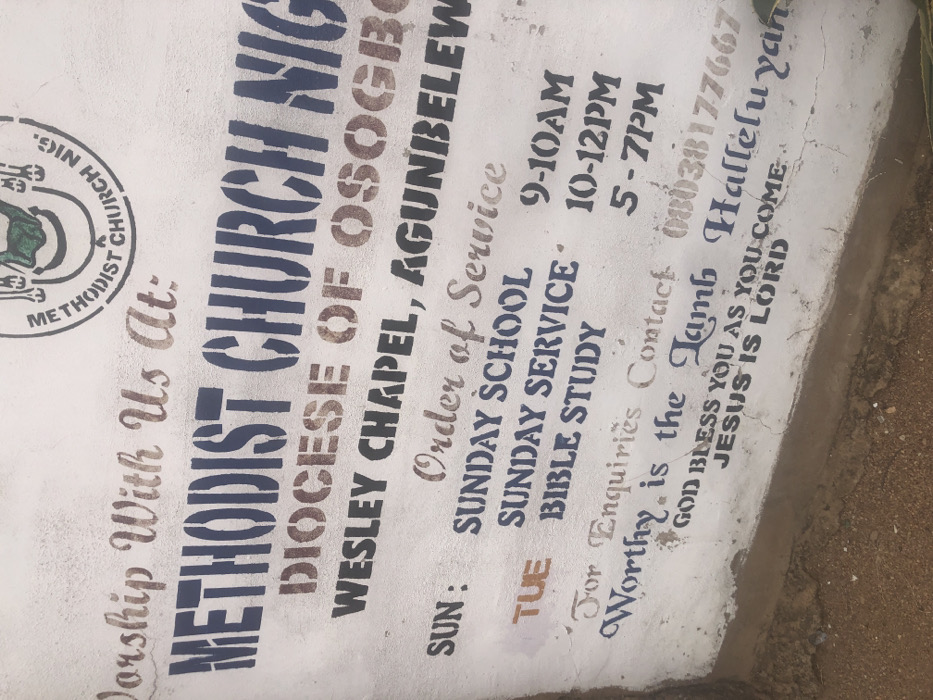 METHODIST CHURCH NIG.
Worship With Us At:
METHODIST CHURCH NIG
DIOCESE OF OSOGBO
WESLEY CHAPEL, AGUNBELEW
Order of Service
SUN: SUNDAY SCHOOL 9-10AM
SUNDAY SERVICE. 10-12PM
TUE BIBLE STUDY 5-7PM
For Enquiries Contact 08038177667
Worthy is the Lamb Halleluyah
GOD BLESS YOU AS YOU COME
JESUS IS LORD